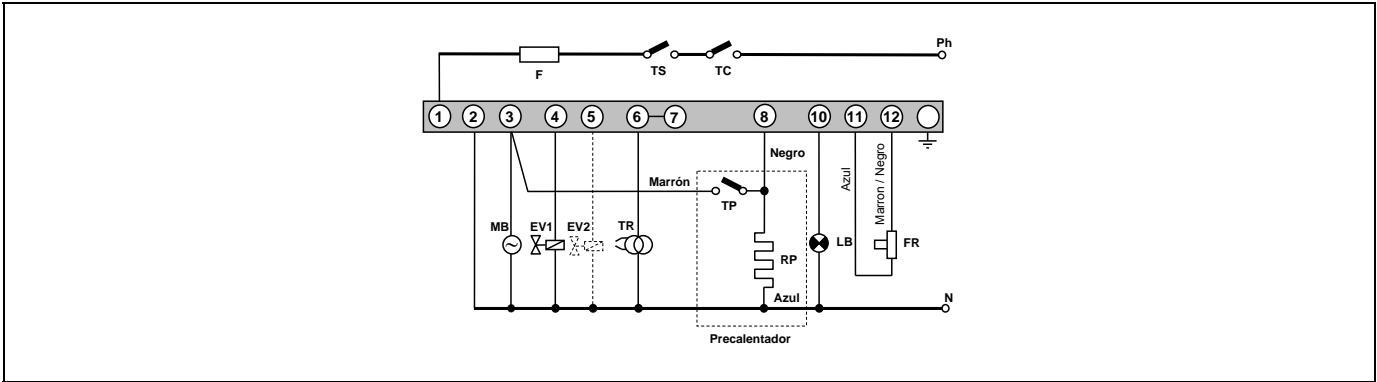 Ph
F
TS
TC
1 2 3 4 5 6 7 8 10 11 12
Negro
Marrón
TP
Azul
Marron / Negro
MB
EV1
EV2
TR
RP
LB
FR
Azul
N
Precalentador